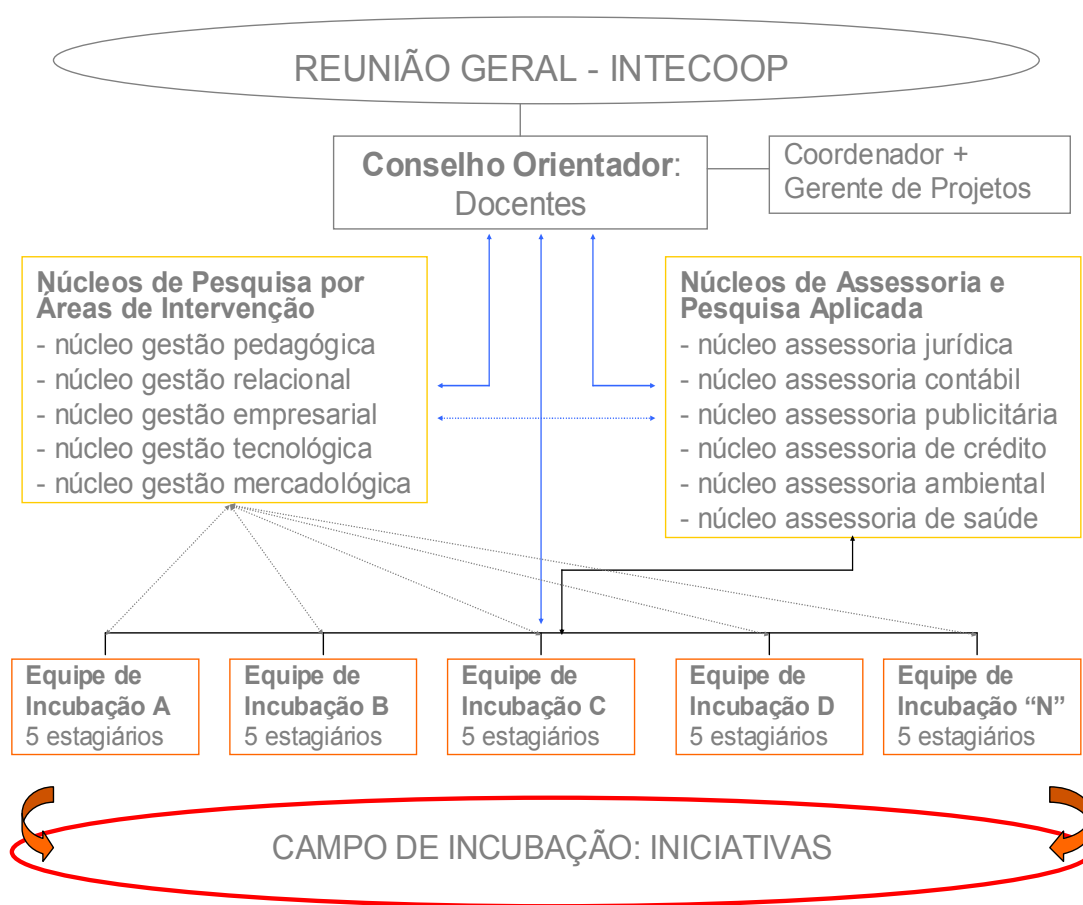 REUNIÃO GERAL - INTECOOP
Conselho Orientador:
Docentes
Coordenador +
Gerente de Projetos
Núcleos de Pesquisa por
Áreas de Intervenção
- núcleo gestão pedagógica
- núcleo gestão relacional
- núcleo gestão empresarial
- núcleo gestão tecnológica
- núcleo gestão mercadológica
Núcleos de Assessoria e
Pesquisa Aplicada
- núcleo assessoria jurídica
- núcleo assessoria contábil
- núcleo assessoria publicitária
- núcleo assessoria de crédito
- núcleo assessoria ambiental
- núcleo assessoria de saúde
Equipe de
Incubação A
5 estagiários
Equipe de
Incubação B
5 estagiários
Equipe de
Incubação C
5 estagiários
Equipe de
Incubação D
5 estagiários
Equipe de
Incubação “N”
5 estagiários
CAMPO DE INCUBAÇÃO: INICIATIVAS